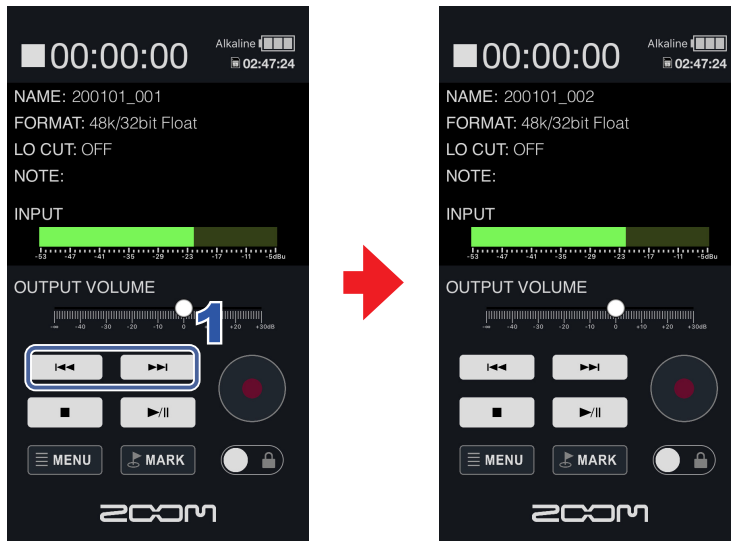 00:00:00
Alkaline
02:47:24
NAME: 200101_001
FORMAT: 48k/32bit Float
LO CUT: OFF
NOTE:
INPUT
-53 -47 -41 -35 -29 -23 -17 -11 -5dBu
OUTPUT VOLUME
-∞ -40 -30 -20 -10 0 +20 +30dB
1
MENU
MARK
ZOOM
00:00:00
Alkaline
02:47:24
NAME: 200101_002
FORMAT: 48k/32bit Float
LO CUT: OFF
NOTE:
INPUT
-53 -47 -41 -35 -29 -23 -17 -11 -5dBu
OUTPUT VOLUME
-∞ -40 -30 -20 -10 0 +10 +20 +30dB
MENU
MARK
ZOOM